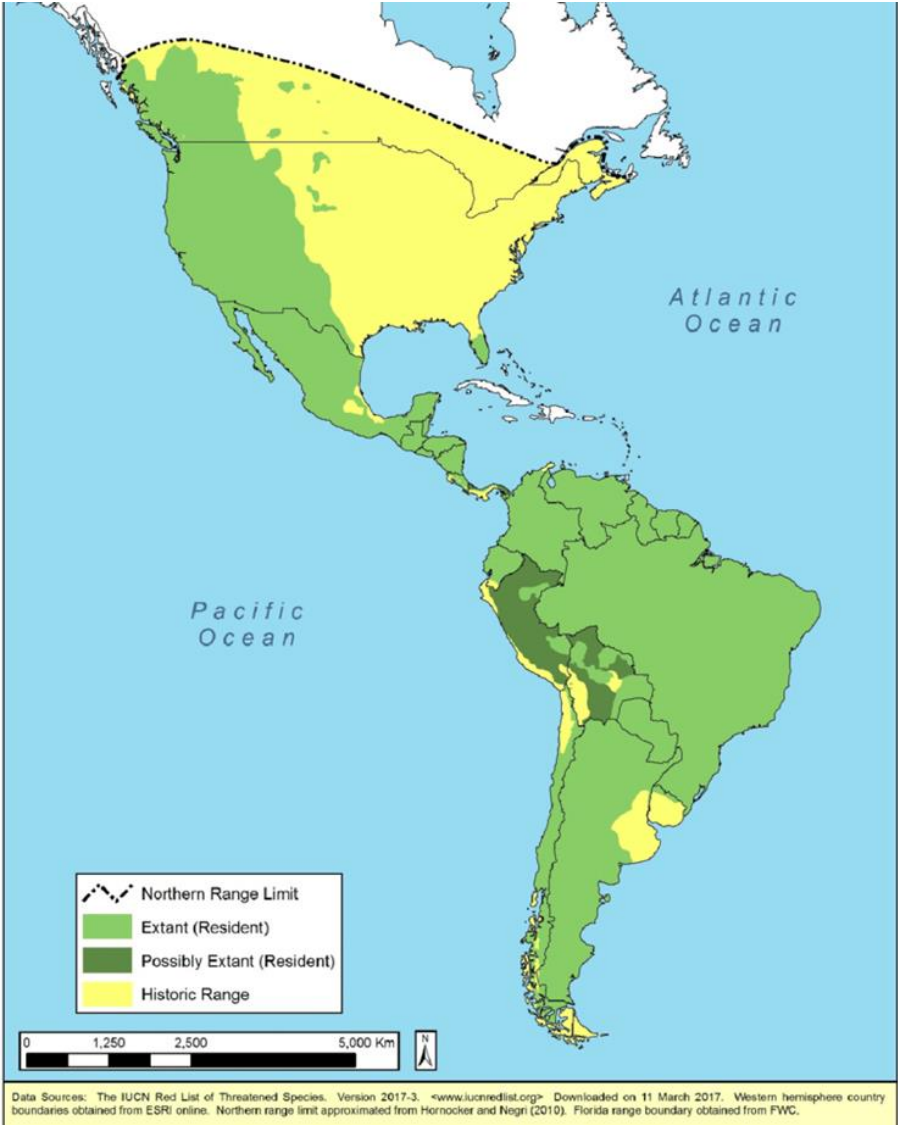 Atlantic
Ocean
Pacific
Ocean
Northern Range Limit
Extant (Resident)
Possibly Extant (Resident)
Historic Range
0 1,250 2,500 5,000 Km
N
Data Sources: The IUCN Red List of Threatened Species. Version 2017-3. <www.iucnredlist.org> Downloaded on 11 March 2017. Western hemisphere country
boundaries obtained from ESRI online. Northern range limit approximated from Hornocker and Negri (2010). Florida range boundary obtained from FWC.